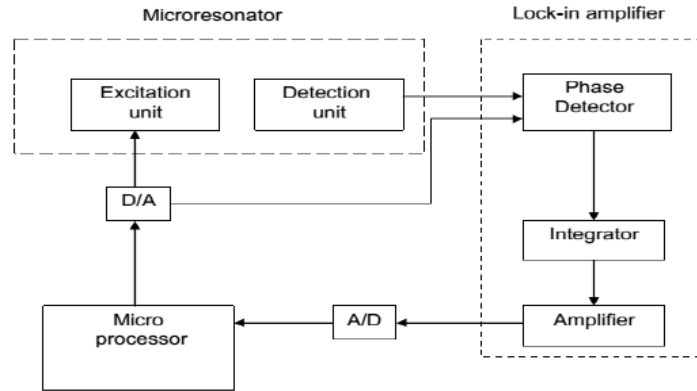 Microresonator
Lock-in amplifier
Excitation
unit
Detection
unit
Phase
Detector
D/A
Integrator
Micro
processor
A/D
Amplifier